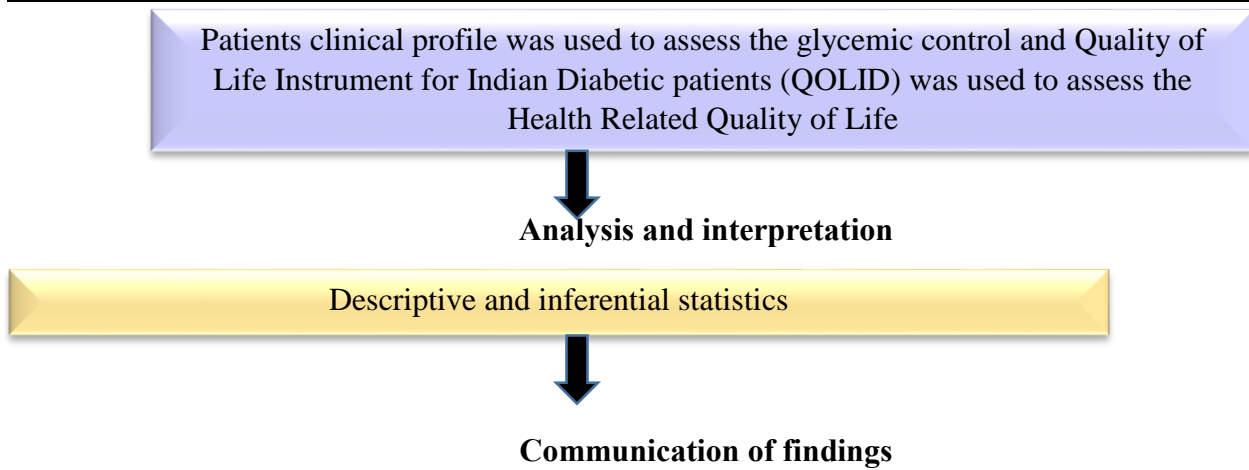 Patients clinical profile was used to assess the glycemic control and Quality of
Life Instrument for Indian Diabetic patients (QOLID) was used to assess the
Health Related Quality of Life
Analysis and interpretation
Descriptive and inferential statistics
Communication of findings